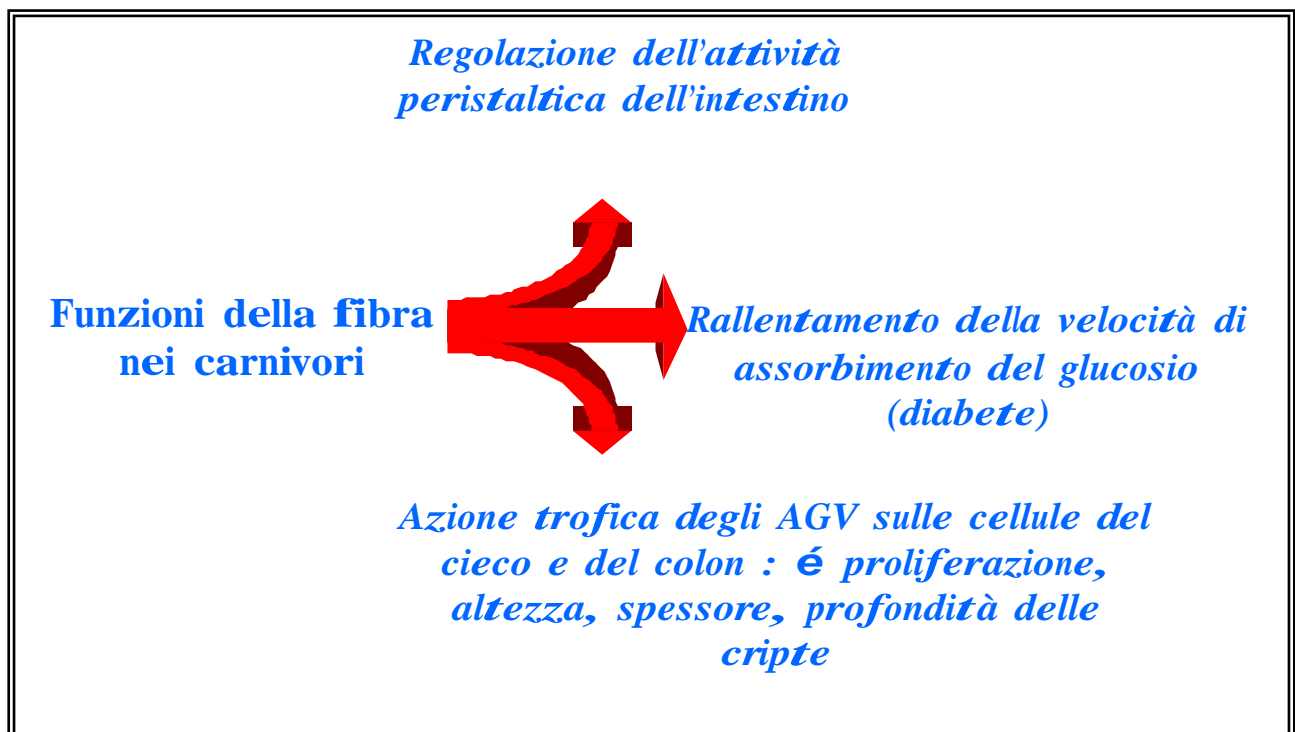 Regolazione dell'attività
peristaltica dell'intestino
Funzioni della fibra
nei carnivori
Rallentamento della velocità di
assorbimento del glucosio
(diabete)
Azione trofica degli AGV sulle cellule del
cieco e del colon : é proliferazione,
altezza, spessore, profondità delle
cripte